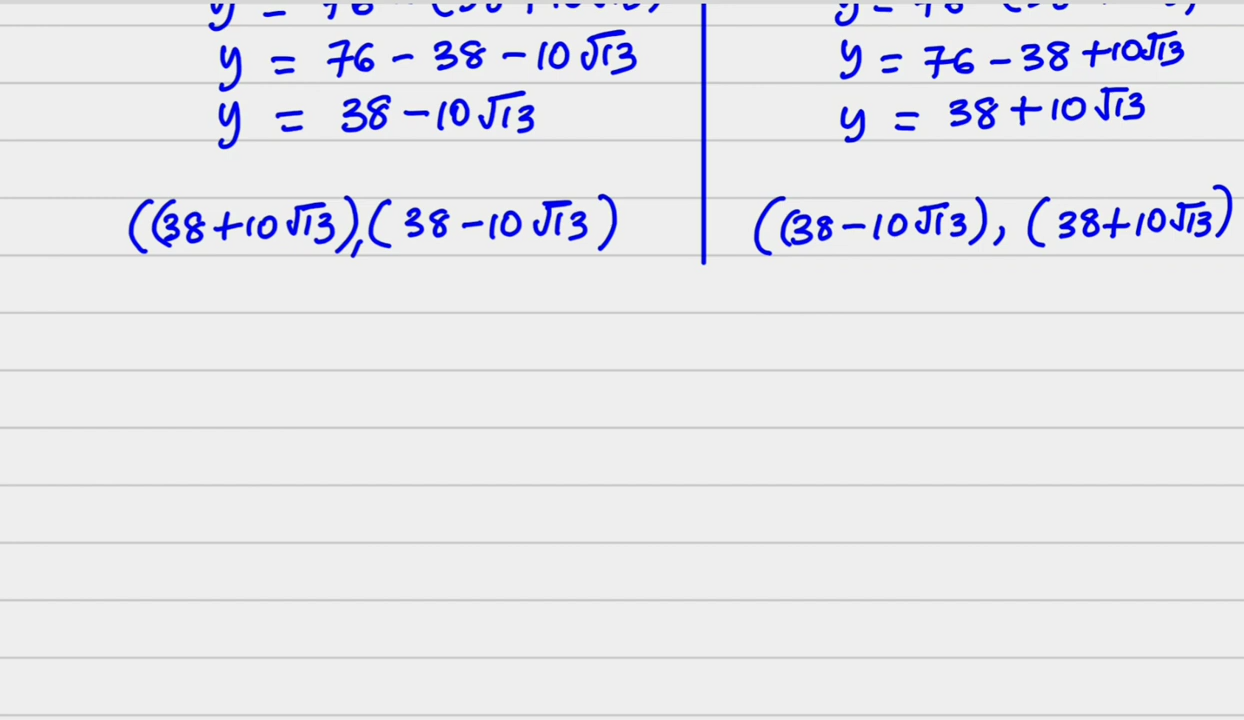 y = 76 - 38 - 10√13
y = 38 - 10√13
((38+10√13),(38-10√13)
y = 76 - 38 + 10√13
y = 38 + 10√13
((38-10√13), (38+10√13)